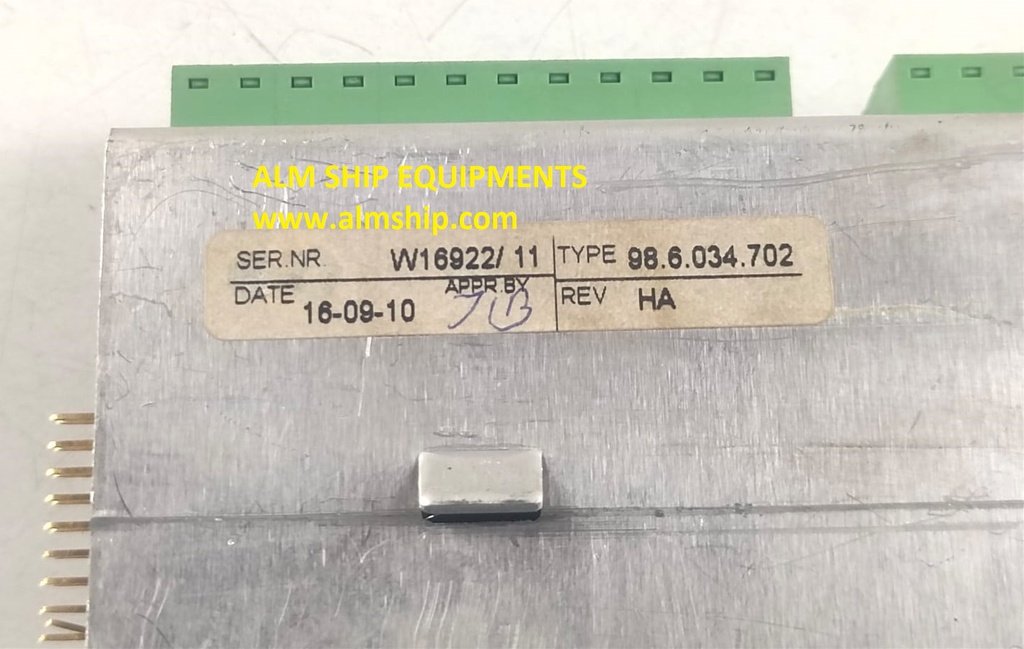 ALM SHIP EQUIPMENTS
www.almship.com
SER.NR. W16922/ 11 TYPE 98.6.034.702
DATE 16-09-10 APPR.BY REV HA